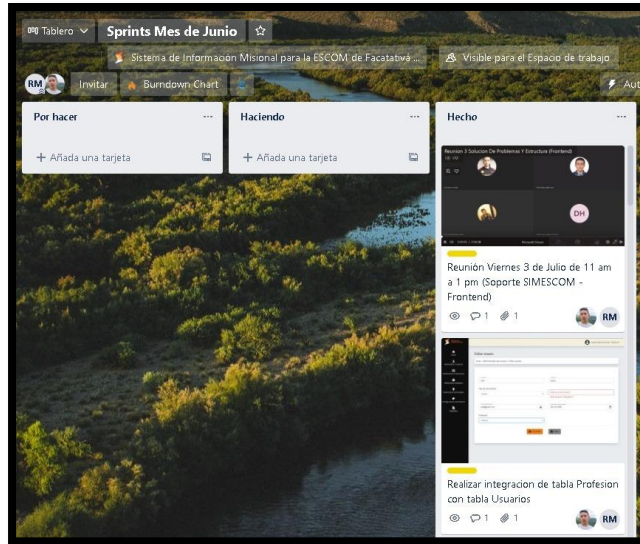 Tablero
Sprints Mes de Junio
Sistema de Información Misional para la ESCOM de Facatativá ...
Visible para el Espacio de trabajo
RM
Invitar
Burndown Chart
Aut
Por hacer
Añada una tarjeta
Haciendo
Añada una tarjeta
Hecho
Reunion 3 Solucion De Problemas Y Estructura (Frontend)
DH
Reunión Viernes 3 de Julio de 11 am
a 1 pm (Soporte SIMESCOM -
Frontend)
1
1
RM
Realizar integracion de tabla Profesion
con tabla Usuarios
1
1
RM